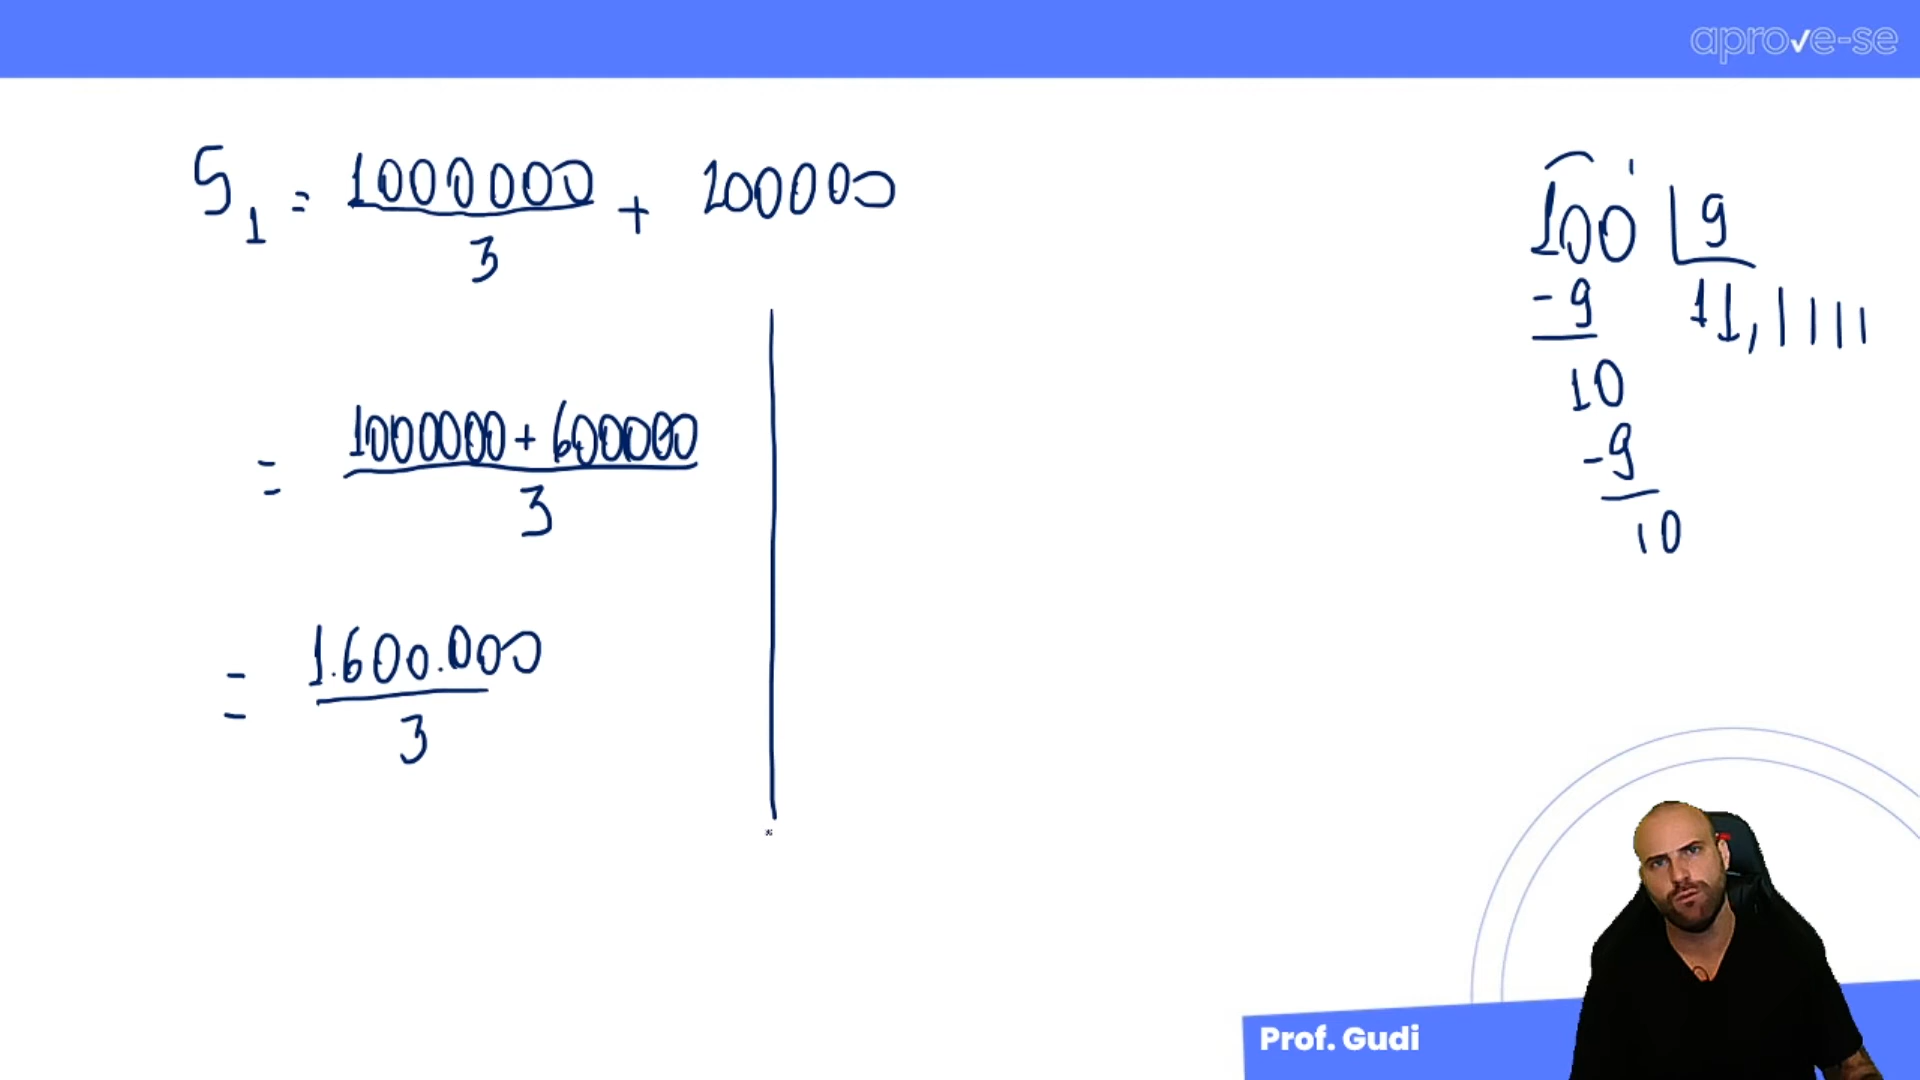 aprove-se
S₁ = 1000000/3 + 200000
= 1000000 + 600000/3
= 1.600.000/3
100 | 9
-9 11,1111
10
-9
10
Prof. Gudi